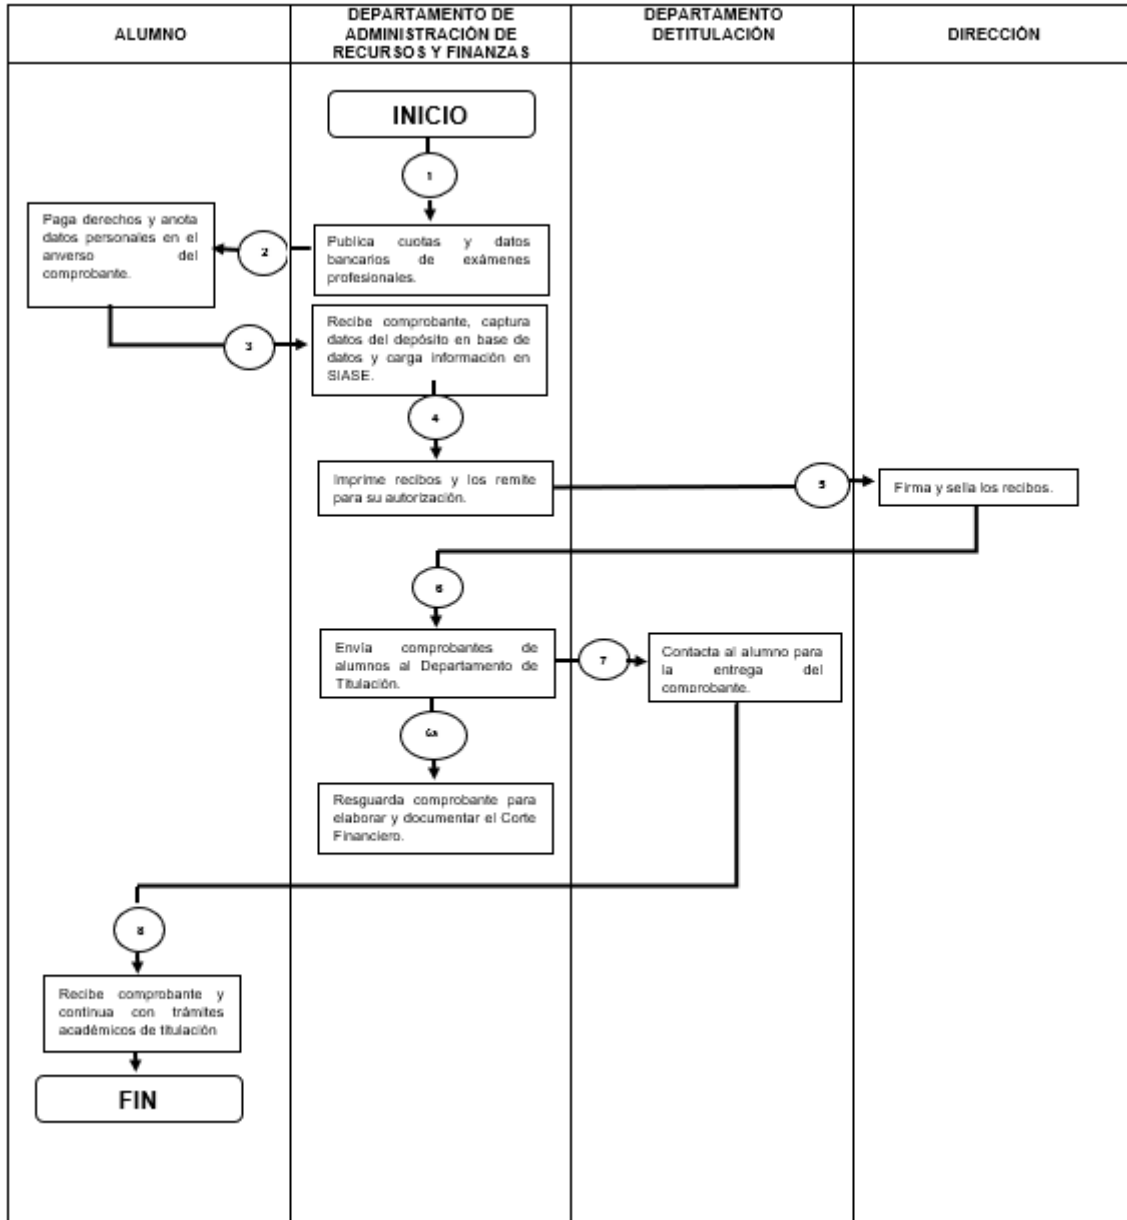 ALUMNO
DEPARTAMENTO DE
ADMINISTRACIÓN DE
RECURSOS Y FINANZAS
DEPARTAMENTO
DETITULACIÓN
DIRECCIÓN
INICIO
1
Publica cuotas y datos
bancarios de exámenes
profesionales.
2
Paga derechos y anota
datos personales en el
anverso del
comprobante.
3
Recibe comprobante, captura
datos del depósito en base de
datos y carga información en
SIASE.
4
Imprime recibos y los remite
para su autorización.
5
Firma y sella los recibos.
6
Envía comprobantes de
alumnos al Departamento de
Titulación.
7
Contacta al alumno para
la entrega del
comprobante.
6a
Resguarda comprobante para
elaborar y documentar el Corte
Financiero.
8
Recibe comprobante y
continua con trámites
académicos de titulación
FIN